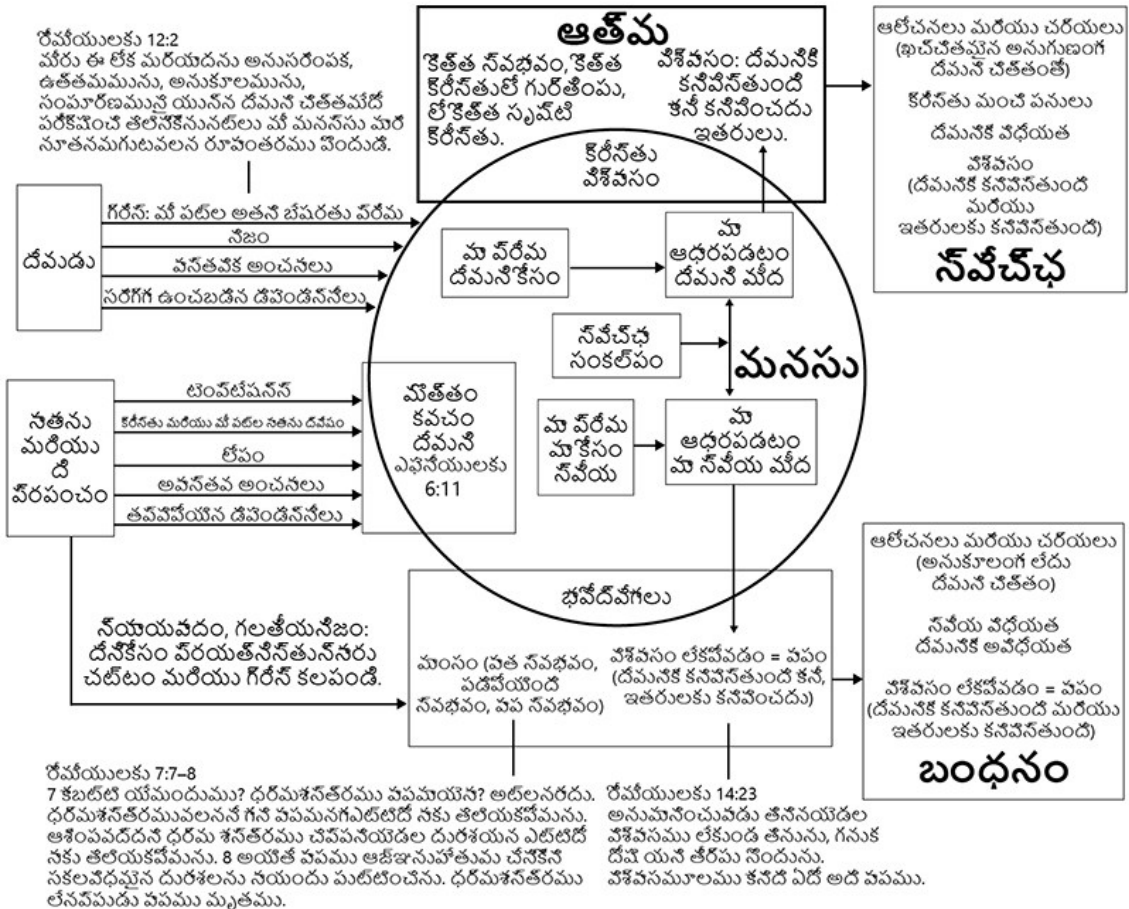 రోమీయులకు 12:2
మీరు ఈ లోక మర్యాదను అనుసరింపక,
ఉత్తమమును, అనుకూలమును,
సంపూర్ణమునై యున్న దేవుని చిత్తమేదో
పరీక్షించి తెలిసికొనునట్లు మీ మనస్సు మారి
నూతనమగుటవలన రూపాంతరము పొందుడి.
ఆత్మ
కొత్త స్వభావం, కొత్త
క్రీస్తులో గుర్తింపు,
లోకొత్త సృష్టి
క్రీస్తు.
విశ్వాసం: దేవునికి
కనిపిస్తుంది
కానీ కనిపించదు
ఇతరులు.
ఆలోచనలు మరియు చర్యలు
(ఖచ్చితమైన అనుగుణంగా
దేవుని చిత్తంతో)
క్రీస్తు మంచి పనులు
దేవునికి విధేయత
విశ్వాసం
(దేవునికి కనిపిస్తుంది
మరియు
ఇతరులకు కనిపిస్తుంది)
స్వేచ్ఛ
క్రీస్తు
విశ్వాసం
దేవుడు
గ్రేస్: మీ పట్ల అతని బేషరతు ప్రేమ
నిజం
వాస్తవిక అంచనాలు
సరిగ్గా ఉంచబడిన డిపెండెన్సీలు
మా ప్రేమ
దేవునికోసం
మా
ఆధారపడటం
దేవుని మీద
స్వేచ్ఛా
సంకల్పం
మనసు
సాతాను
మరియు
ది
ప్రపంచం
టెంప్టేషన్స్
క్రీస్తు మరియు మీ పట్ల సాతాను ద్వేషం
లోపం
అవాస్తవ అంచనాలు
తప్పిపోయిన డిపెండెన్సీలు
మొత్తం
కవచం
దేవుని
ఎఫెసీయులకు
6:11
మా ప్రేమ
మా కోసం
స్వీయ
మా
ఆధారపడటం
మా స్వీయ మీద
న్యాయవాదం, గలతీయనిజం:
దేనికోసం ప్రయత్నిస్తున్నారు
చట్టం మరియు గ్రేస్ కలపండి.
భావోద్వేగాలు
మాంసం (పాత స్వభావం,
పడిపోయింది
స్వభావం, పాప స్వభావం)
విశ్వాసం లేకపోవడం = పాపం
(దేవునికి కనిపిస్తుంది కానీ,
ఇతరులకు కనిపించదు)
ఆలోచనలు మరియు చర్యలు
(అనుకూలంగా లేదు
దేవుని చిత్తం)
స్వీయ విధేయత
దేవునికి అవిధేయత
విశ్వాసం లేకపోవడం = పాపం
(దేవునికి కనిపిస్తుంది మరియు
ఇతరులకు కనిపిస్తుంది)
బంధనం
రోమీయులకు 7:7–8
7 కాబట్టి యేమందుము? ధర్మశాస్త్రము పాపమాయెనా? అట్లనరాదు.
ధర్మశాస్త్రమువలననే గాని పాపమనగాఎట్టిదో నాకు తెలియకపోవును.
ఆశింపవద్దని ధర్మ శాస్త్రము చెప్పనియెడల దురాశయన ఎట్టిదో
నాకు తెలియకపోవును. 8 అయితే పాపము ఆజ్ఞనుహేతువు చేసికొని
సకలవిధమైన దురాశలను నాయందు పుట్టించెను. ధర్మశాస్త్రము
లేనప్పుడు పాపము మృతము.
రోమీయులకు 14:23
అనుమానించువాడు తినినయెడల
విశ్వాసము లేకుండ తినును, గనుక
దోషి యని తీర్పు నొందును.
విశ్వాసమూలము కానిది ఏదో అది పాపము.